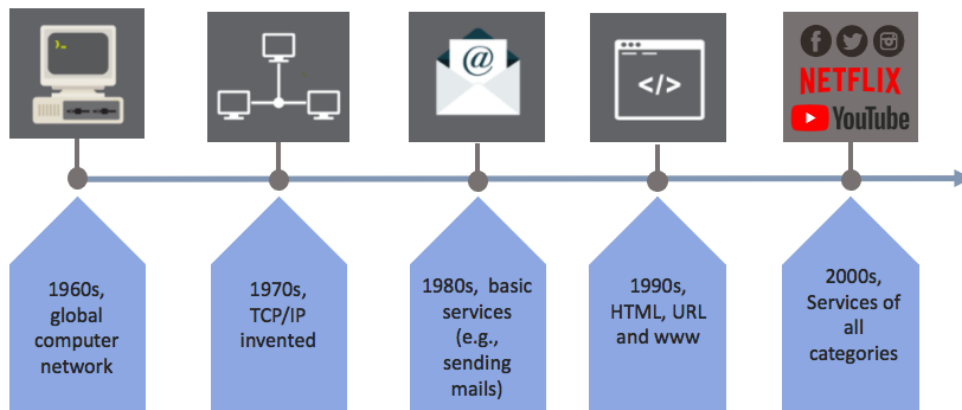 >_
@
</>
f
NETFLIX
YouTube
1960s,
global
computer
network
1970s,
TCP/IP
invented
1980s, basic
services
(e.g.,
sending
mails)
1990s,
HTML, URL
and www
2000s,
Services of
all
categories